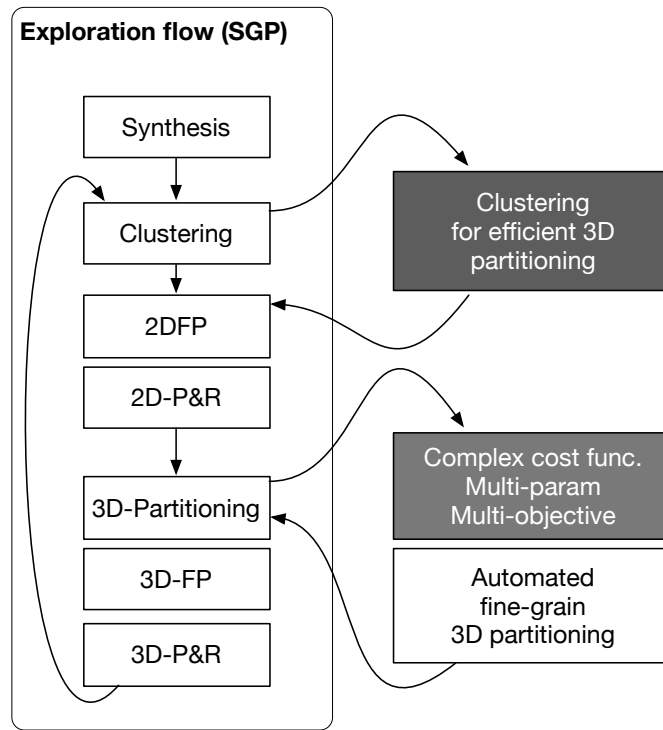 Exploration flow (SGP)
Synthesis
Clustering
2DFP
2D-P&R
3D-Partitioning
3D-FP
3D-P&R
Clustering
for efficient 3D
partitioning
Complex cost func.
Multi-param
Multi-objective
Automated
fine-grain
3D partitioning